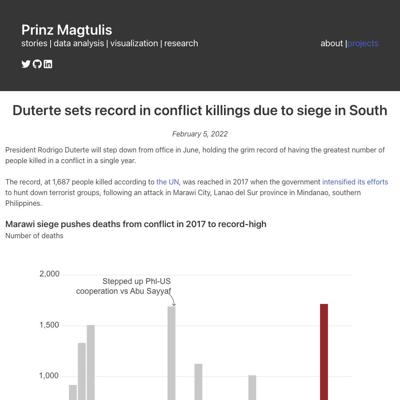 Prinz Magtulis
stories | data analysis | visualization | research
about |projects
Duterte sets record in conflict killings due to siege in South
February 5, 2022
President Rodrigo Duterte will step down from office in June, holding the grim record of having the greatest number of
people killed in a conflict in a single year.
The record, at 1,687 people killed according to the UN, was reached in 2017 when the government intensified its efforts
to hunt down terrorist groups, following an attack in Marawi City, Lanao del Sur province in Mindanao, southern
Philippines.
Marawi siege pushes deaths from conflict in 2017 to record-high
Number of deaths
2,000
Stepped up Phl-US
cooperation vs Abu Sayyaf
1,500
1,000